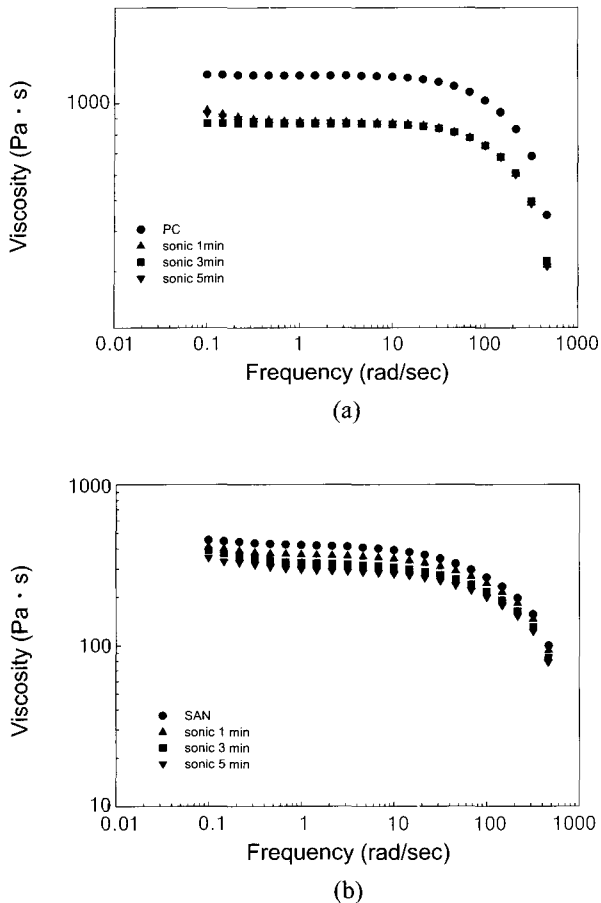 1000
Viscosity (Pa · s)
PC
sonic 1min
sonic 3min
sonic 5min
0.01 0.1 1 10 100 1000
Frequency (rad/sec)
(a)
1000
100
10
Viscosity (Pa · s)
SAN
sonic 1 min
sonic 3 min
sonic 5 min
0.01 0.1 1 10 100 1000
Frequency (rad/sec)
(b)